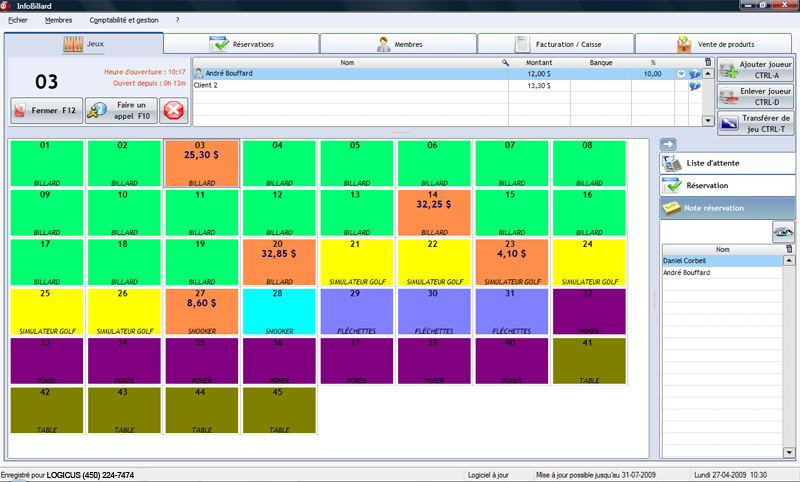 InfoBillard
Fichier Membres Comptabilité et gestion ?
Jeux Réservations Membres Facturation / Caisse Vente de produits
03
Heure d'ouverture : 10:17
Ouvert depuis : 0h 13m
Fermer F12
Faire un appel F10
Nom Montant Banque %
André Bouffard 12,00 $ 10,00
Client 2 13,30 $
Ajouter joueur CTRL-A
Enlever joueur CTRL-D
Transférer de jeu CTRL-T
01 02 03 04 05 06 07 08
25,30 $
BILLARD BILLARD BILLARD BILLARD BILLARD BILLARD BILLARD BILLARD
09 10 11 12 13 14 15 16
32,25 $
BILLARD BILLARD BILLARD BILLARD BILLARD BILLARD BILLARD BILLARD
17 18 19 20 21 22 23 24
32,85 $ 4,10 $
BILLARD BILLARD BILLARD BILLARD SIMULATEUR GOLF SIMULATEUR GOLF SIMULATEUR GOLF SIMULATEUR GOLF
25 26 27 28 29 30 31 32
8,60 $
SIMULATEUR GOLF SIMULATEUR GOLF SNOOKER SNOOKER FLÉCHETTES FLÉCHETTES FLÉCHETTES POKER
33 34 35 36 37 39 40 41
POKER POKER POKER POKER POKER POKER POKER TABLE
42 43 44 45
TABLE TABLE TABLE TABLE
Liste d'attente
Réservation
Note réservation
Nom
Daniel Corbeil
André Bouffard
Enregistré pour LOGICUS (450) 224-7474 Logiciel à jour Mise à jour possible jusqu'au 31-07-2009 Lundi 27-04-2009 10:30